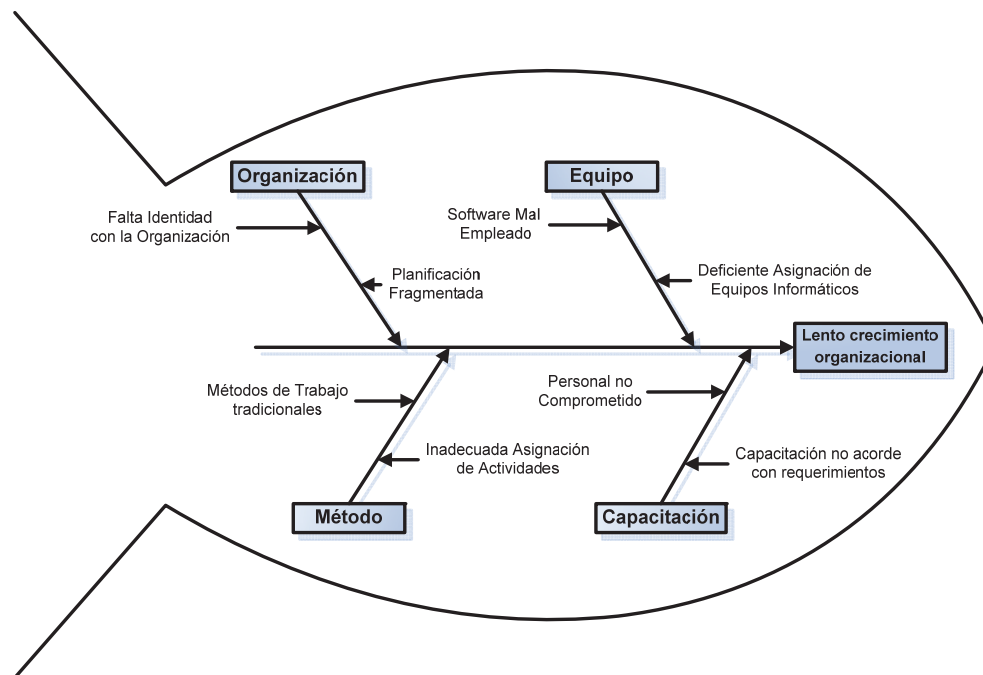 Organización
Equipo
Falta Identidad
con la Organización
Software Mal
Empleado
Planificación
Fragmentada
Deficiente Asignación de
Equipos Informáticos
Lento crecimiento
organizacional
Métodos de Trabajo
tradicionales
Personal no
Comprometido
Inadecuada Asignación
de Actividades
Capacitación no acorde
con requerimientos
Método
Capacitación